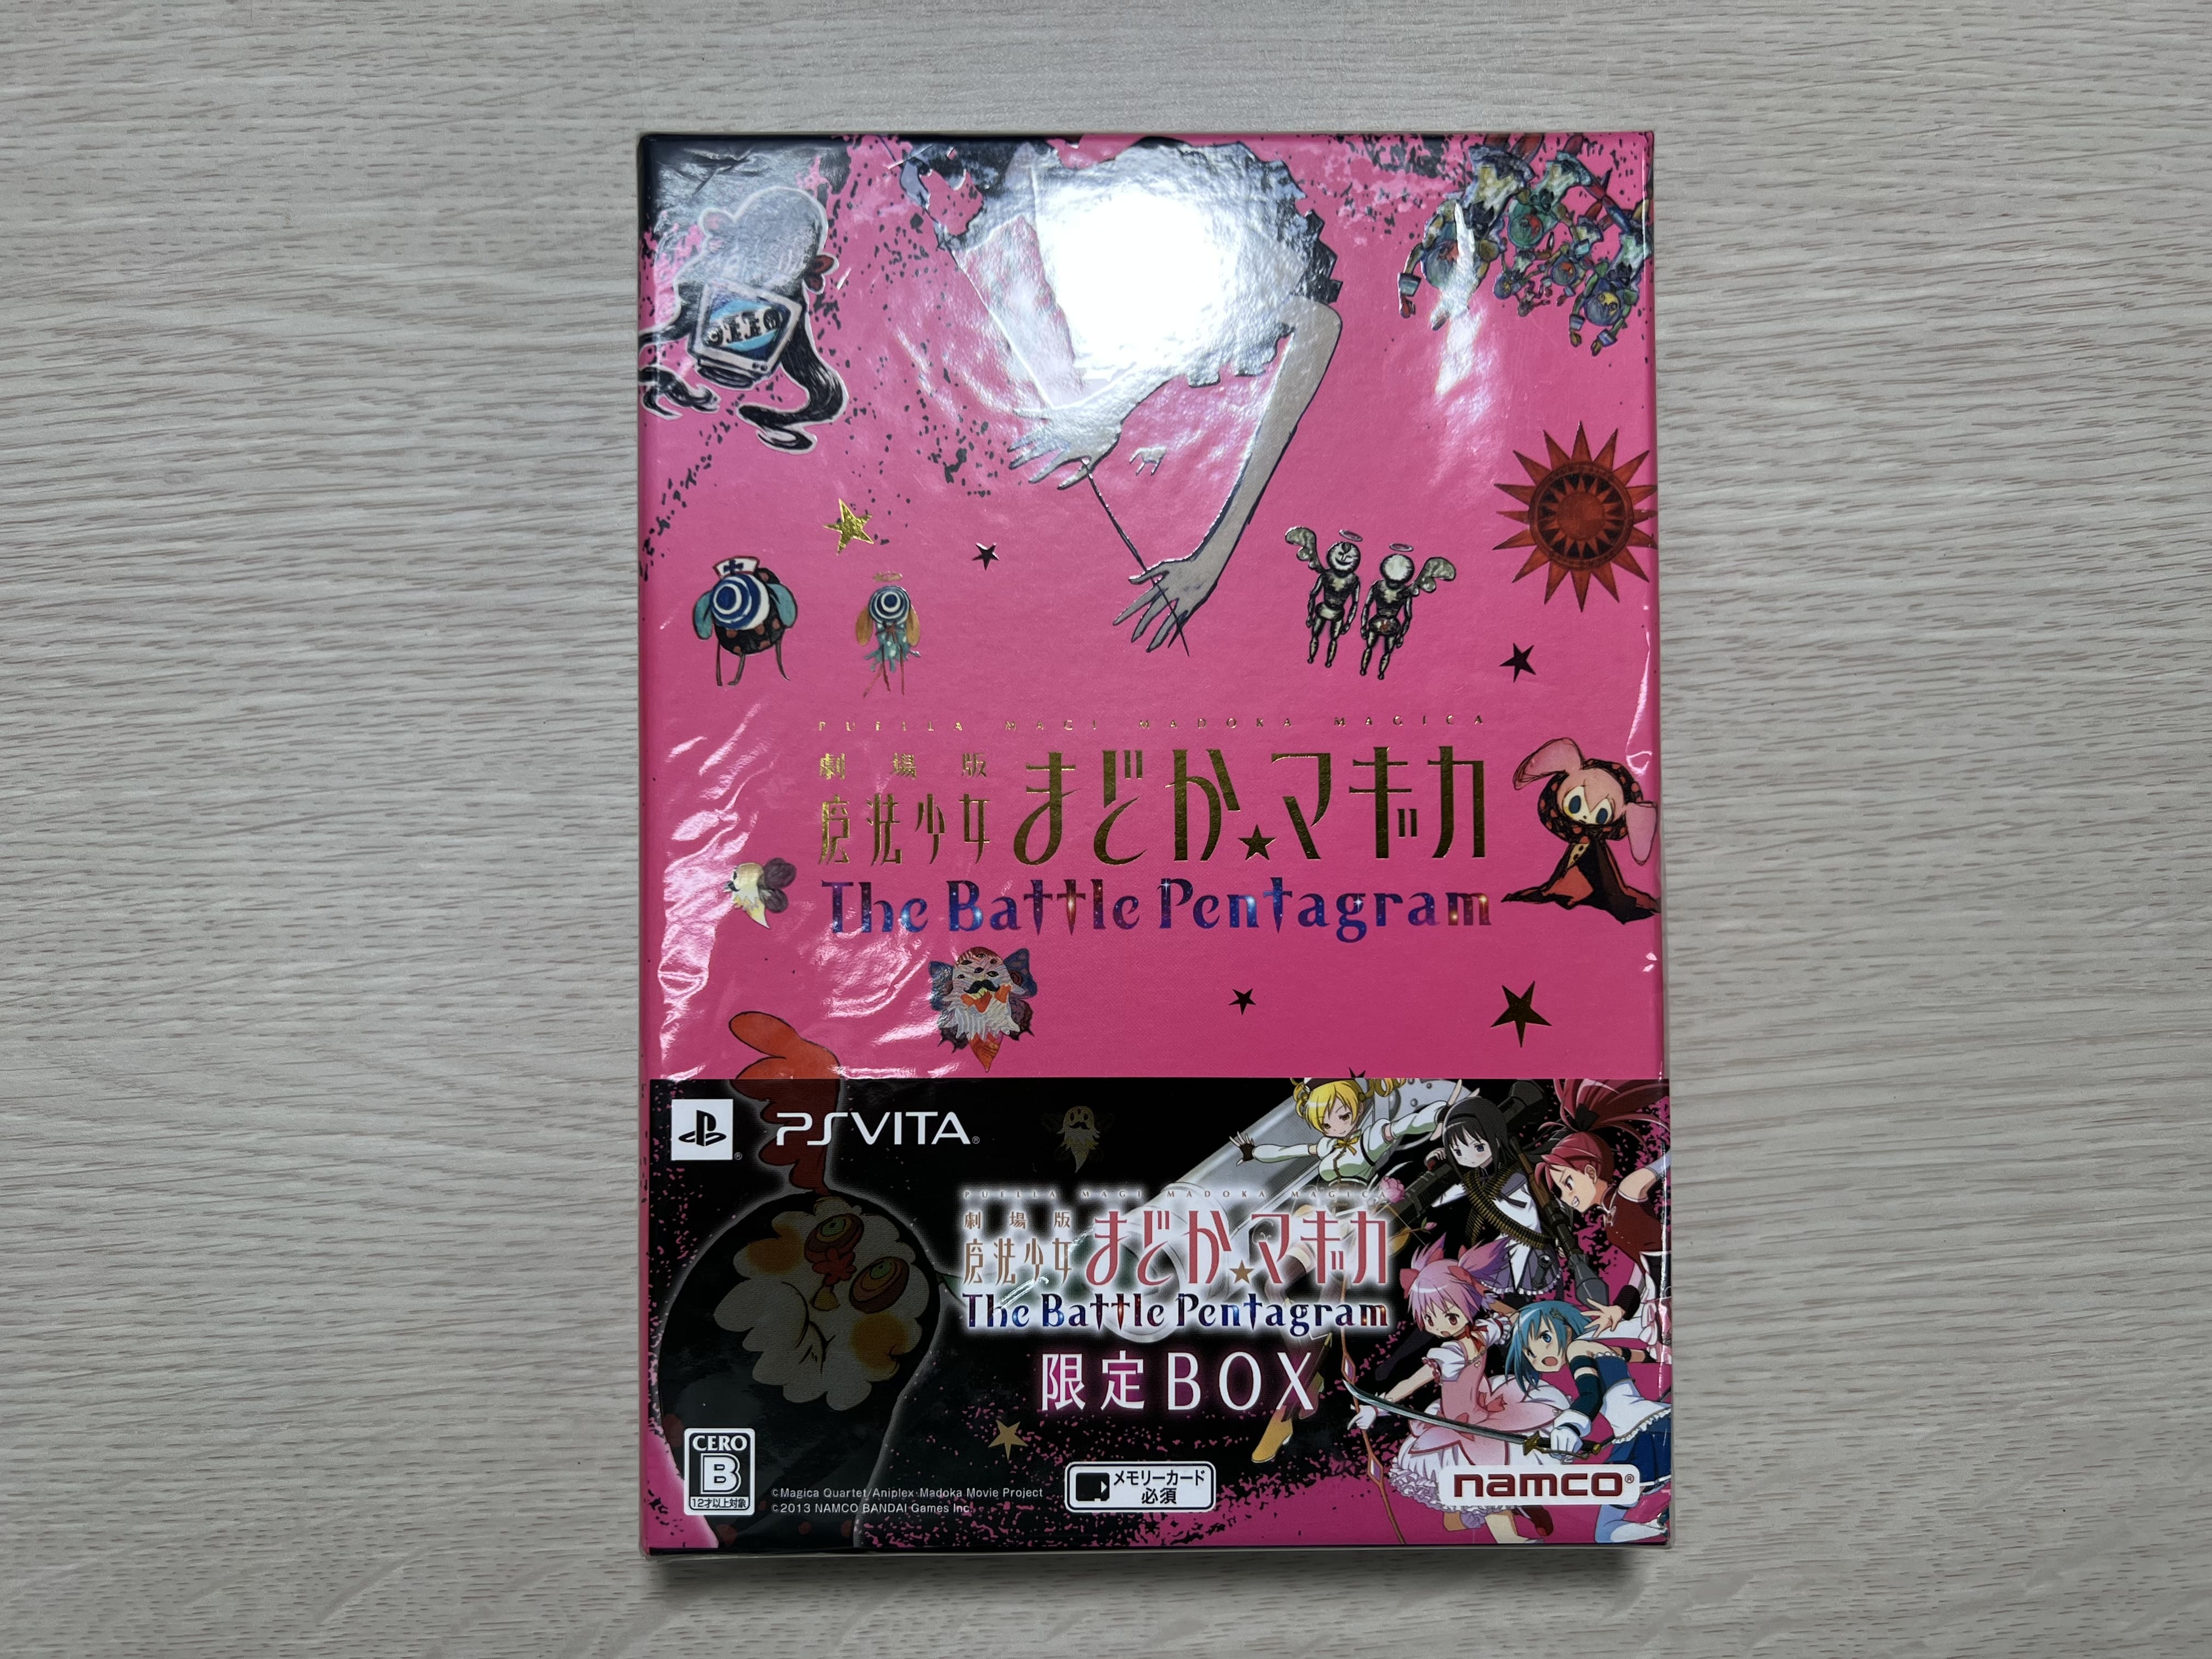 PUELLA MAGI MADOKA MAGICA
劇場版
魔法少女まどか★マギカ
The Battle Pentagram
PSVITA®
PUELLA MAGI MADOKA MAGICA
劇場版
魔法少女まどか★マギカ
The Battle Pentagram
限定BOX
CERO
B
12才以上対象
©Magica Quartet/Aniplex・Madoka Movie Project
©2013 NAMCO BANDAI Games Inc.
メモリーカード
必須
namco®